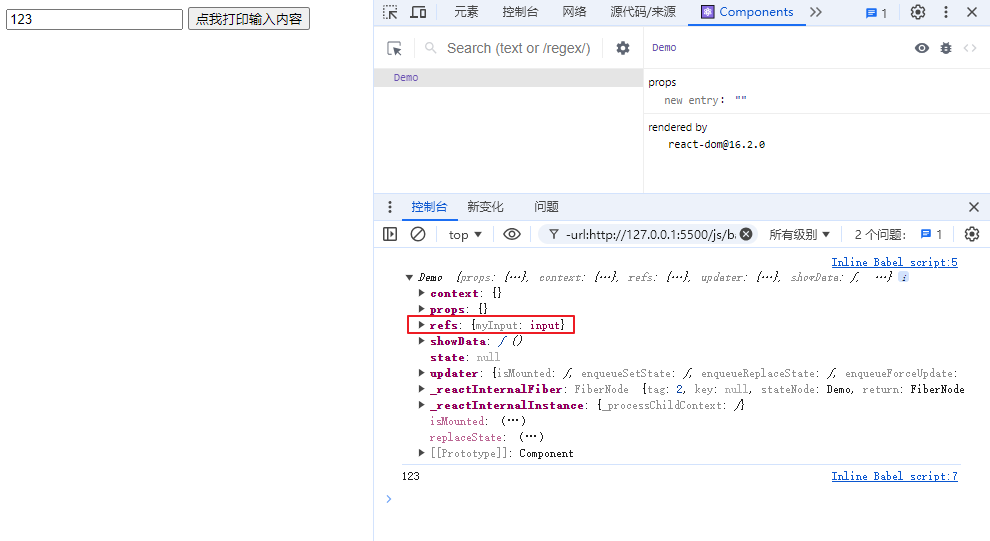 123 点我打印输入内容
元素 控制台 网络 源代码/来源 Components 1
Search (text or /regex/)
Demo
Demo
props
new entry: ""
rendered by
react-dom@16.2.0
控制台 新变化 问题
top ▼ -url:http://127.0.0.1:5500/js/ba 所有级别 ▼ 2 个问题: 1
Inline Babel script:5
▼ Demo {props: {…}, context: {…}, refs: {…}, updater: {…}, showData: ƒ, …} i
▶ context: {}
▶ props: {}
▶ refs: {myInput: input}
▶ showData: ƒ ()
state: null
▶ updater: {isMounted: ƒ, enqueueSetState: ƒ, enqueueReplaceState: ƒ, enqueueForceUpdate:
▶ _reactInternalFiber: FiberNode {tag: 2, key: null, stateNode: Demo, return: FiberNode
▶ _reactInternalInstance: {_processChildContext: ƒ}
isMounted: (…)
replaceState: (…)
▶ [[Prototype]]: Component
123 Inline Babel script:7